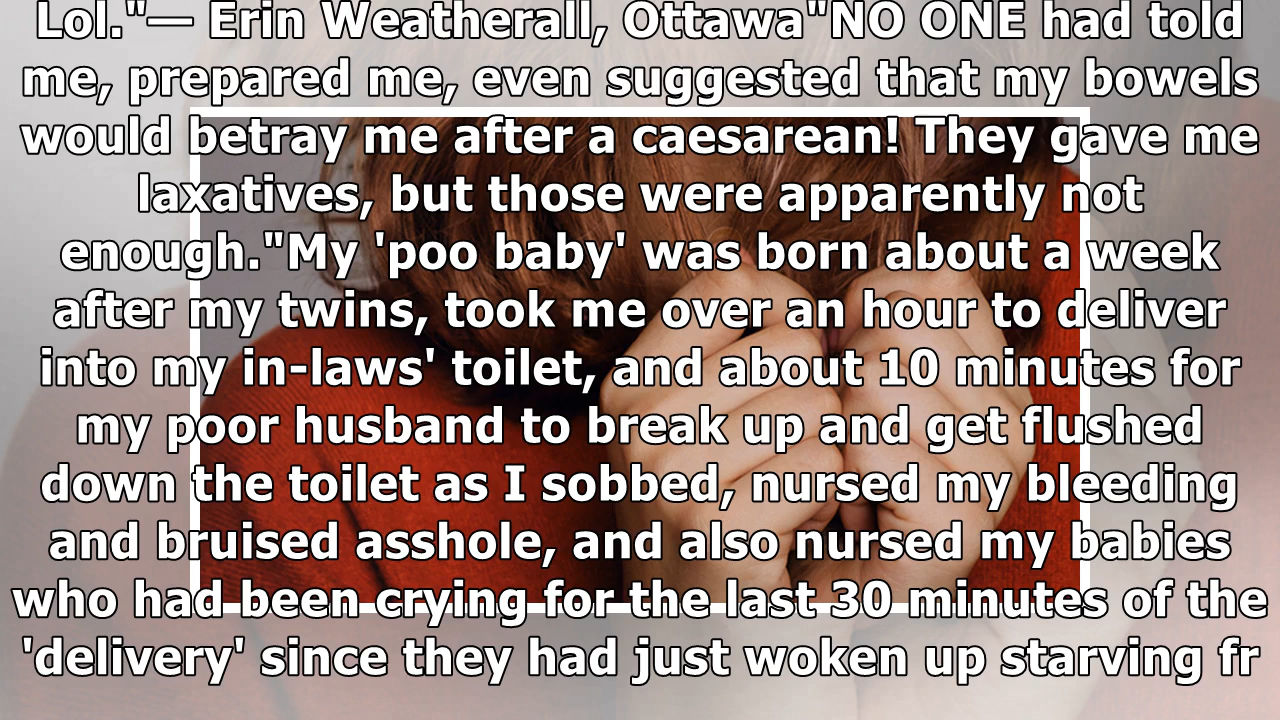 Lol."— Erin Weatherall, Ottawa"NO ONE had told
me, prepared me, even suggested that my bowels
would betray me after a caesarean! They gave me
laxatives, but those were apparently not
enough."My 'poo baby' was born about a week
after my twins, took me over an hour to deliver
into my in-laws' toilet, and about 10 minutes for
my poor husband to break up and get flushed
down the toilet as I sobbed, nursed my bleeding
and bruised asshole, and also nursed my babies
who had been crying for the last 30 minutes of the
'delivery' since they had just woken up starving fr